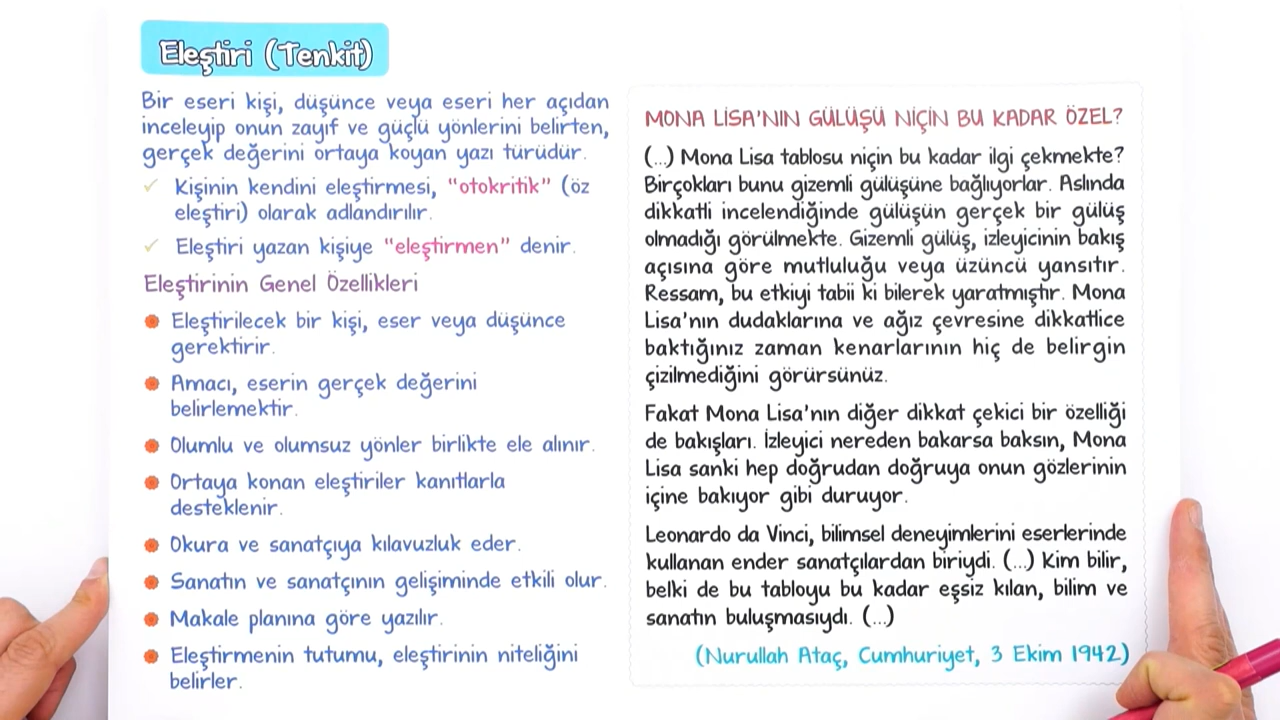 Eleştiri (Tenkit)
Bir eseri kişi, düşünce veya eseri her açıdan
inceleyip onun zayıf ve güçlü yönlerini belirten,
gerçek değerini ortaya koyan yazı türüdür.
✓ Kişinin kendini eleştirmesi, "otokritik" (öz
eleştiri) olarak adlandırılır.
✓ Eleştiri yazan kişiye "eleştirmen" denir.
Eleştirinin Genel Özellikleri
Eleştirilecek bir kişi, eser veya düşünce
gerektirir.
Amacı, eserin gerçek değerini
belirlemektir.
Olumlu ve olumsuz yönler birlikte ele alınır.
Ortaya konan eleştiriler kanıtlarla
desteklenir.
Okura ve sanatçıya kılavuzluk eder.
Sanatın ve sanatçının gelişiminde etkili olur.
Makale planına göre yazılır.
Eleştirmenin tutumu, eleştirinin niteliğini
belirler.
MONA LİSA'NIN GÜLÜŞÜ NİÇİN BU KADAR ÖZEL?
(...) Mona Lisa tablosu niçin bu kadar ilgi çekmekte?
Birçokları bunu gizemli gülüşüne bağlıyorlar. Aslında
dikkatli incelendiğinde gülüşün gerçek bir gülüş
olmadığı görülmekte. Gizemli gülüş, izleyicinin bakış
açısına göre mutluluğu veya üzüncü yansıtır.
Ressam, bu etkiyi tabii ki bilerek yaratmıştır. Mona
Lisa'nın dudaklarına ve ağız çevresine dikkatlice
baktığınız zaman kenarlarının hiç de belirgin
çizilmediğini görürsünüz.
Fakat Mona Lisa'nın diğer dikkat çekici bir özelliği
de bakışları. İzleyici nereden bakarsa baksın, Mona
Lisa sanki hep doğrudan doğruya onun gözlerinin
içine bakıyor gibi duruyor.
Leonardo da Vinci, bilimsel deneyimlerini eserlerinde
kullanan ender sanatçılardan biriydi. (...) Kim bilir,
belki de bu tabloyu bu kadar eşsiz kılan, bilim ve
sanatın buluşmasıydı. (...)
(Nurullah Ataç, Cumhuriyet, 3 Ekim 1942)